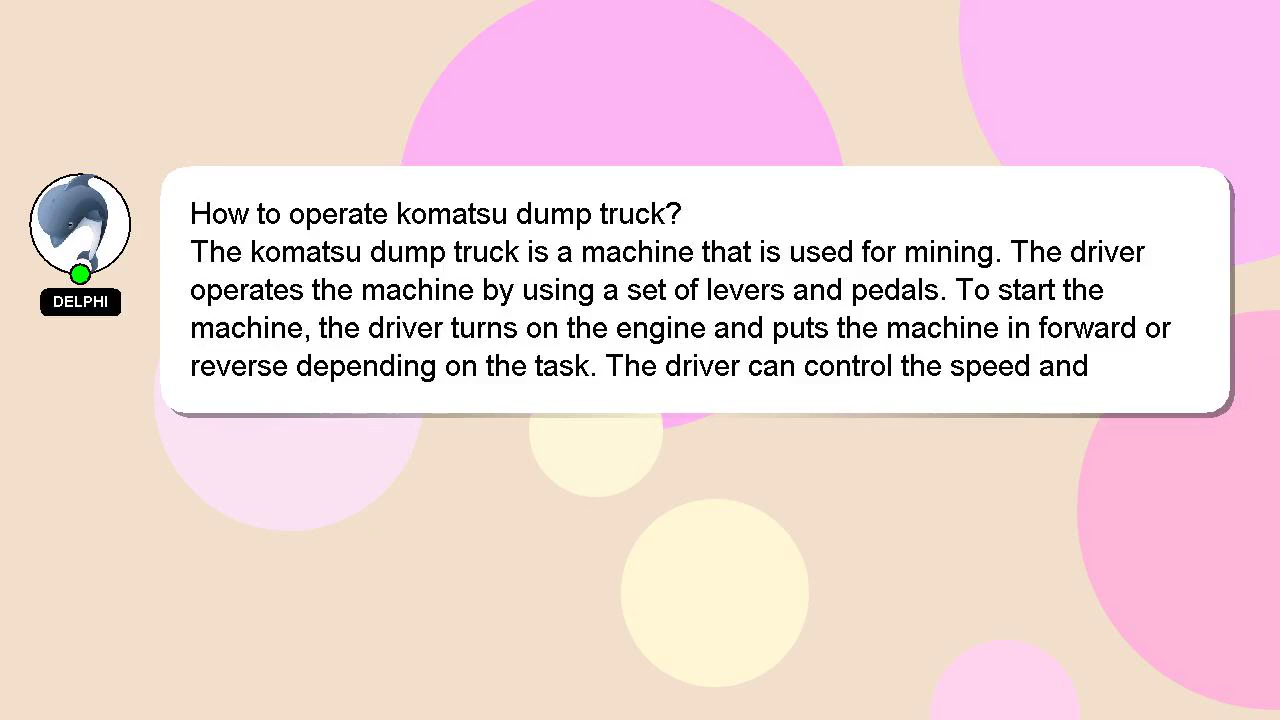 How to operate komatsu dump truck?
The komatsu dump truck is a machine that is used for mining. The driver
operates the machine by using a set of levers and pedals. To start the
machine, the driver turns on the engine and puts the machine in forward or
reverse depending on the task. The driver can control the speed and
DELPHI